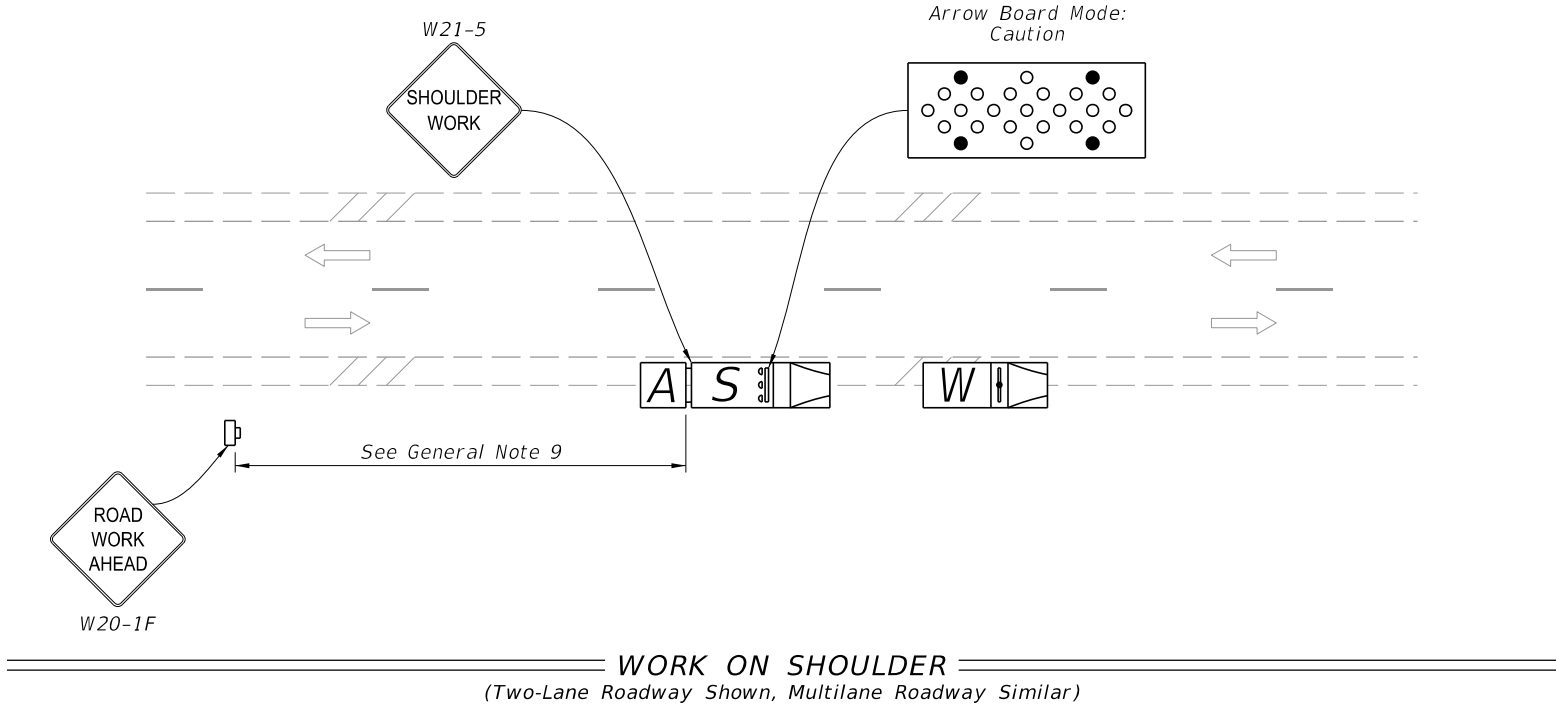 W21-5
SHOULDER
WORK
Arrow Board Mode:
Caution
A
S
W
See General Note 9
ROAD
WORK
AHEAD
W20-1F
WORK ON SHOULDER
(Two-Lane Roadway Shown, Multilane Roadway Similar)